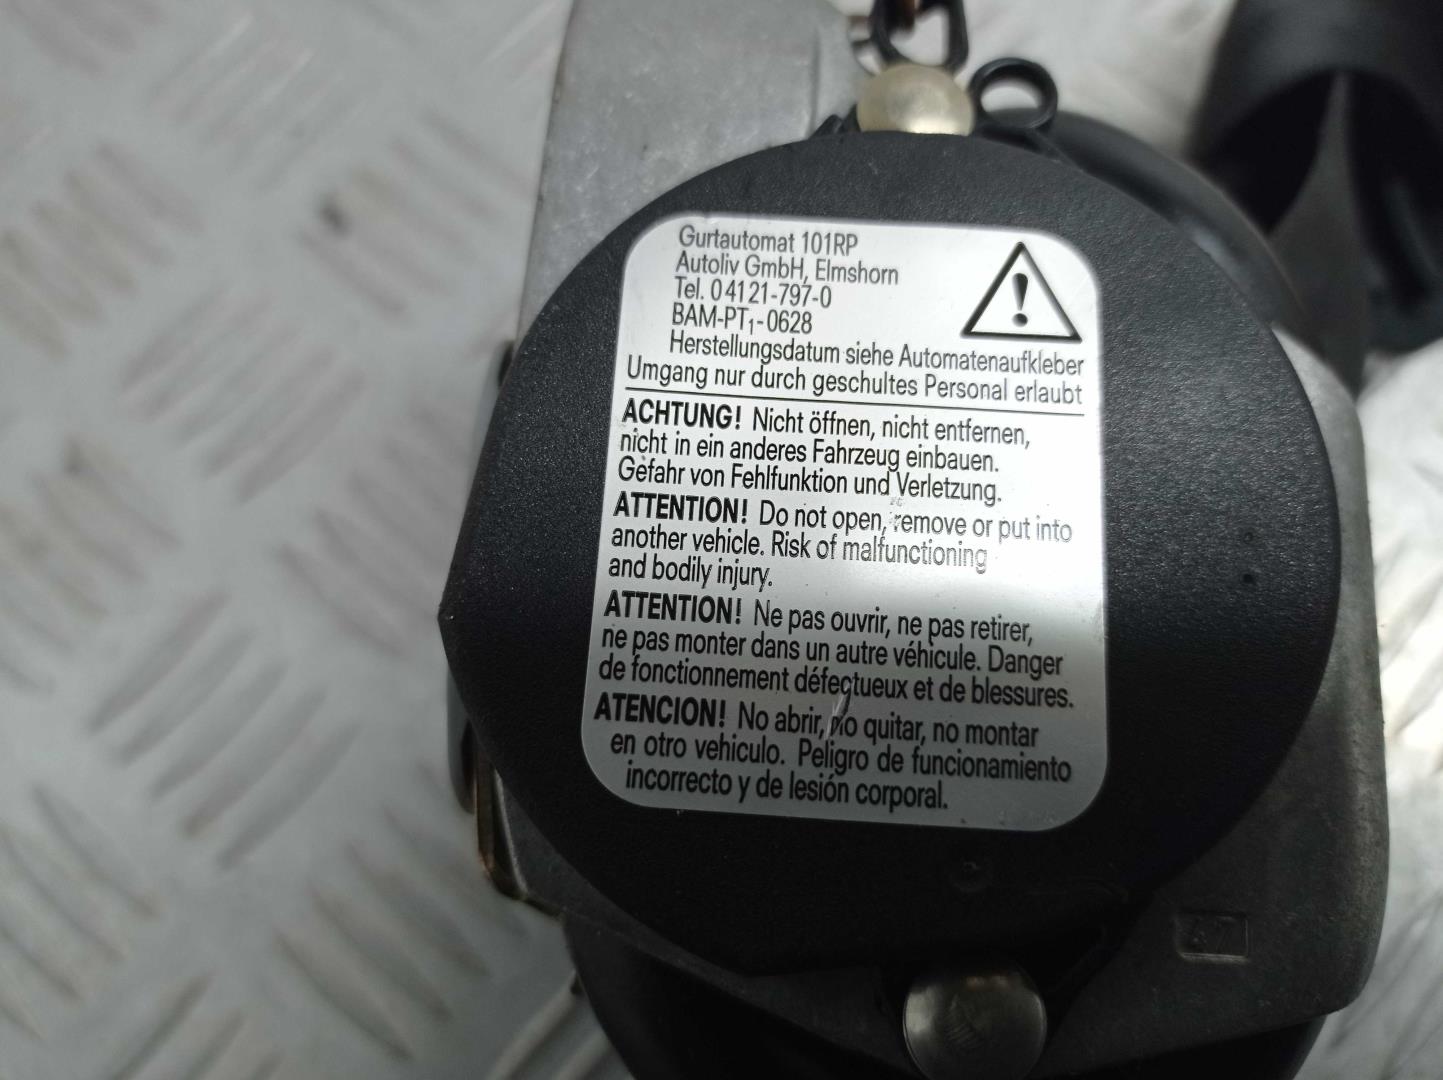 Gurtautomat 101RP
Autoliv GmbH, Elmshorn
Tel. 0 41 21-797-0
BAM-PT₁-0628
Herstellungsdatum siehe Automatenaufkleber
Umgang nur durch geschultes Personal erlaubt
ACHTUNG! Nicht öffnen, nicht entfernen,
nicht in ein anderes Fahrzeug einbauen.
Gefahr von Fehlfunktion und Verletzung.
ATTENTION! Do not open, remove or put into
another vehicle. Risk of malfunctioning
and bodily injury.
ATTENTION! Ne pas ouvrir, ne pas retirer,
ne pas monter dans un autre véhicule. Danger
de fonctionnement défectueux et de blessures.
ATENCION! No abrir, no quitar, no montar
en otro vehiculo. Peligro de funcionamiento
incorrecto y de lesión corporal.